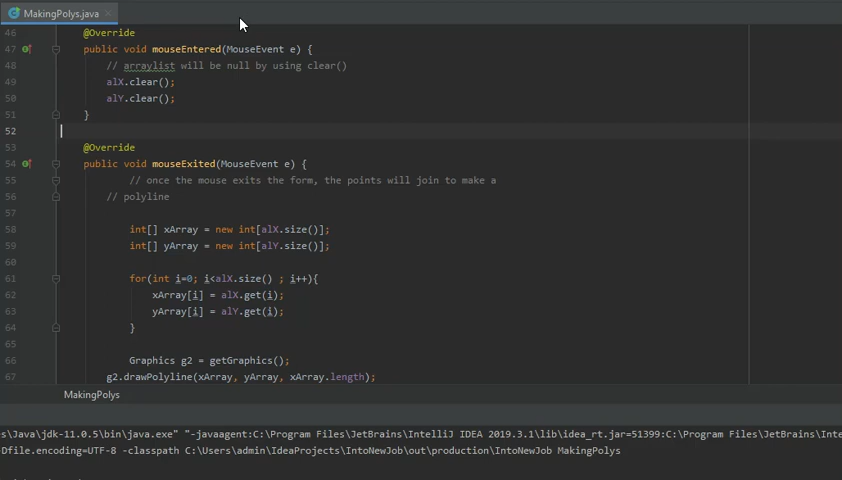 MakingPolys.java
46 @Override
47 public void mouseEntered(MouseEvent e) {
48 // arraylist will be null by using clear()
49 alX.clear();
50 alY.clear();
51 }
52
53 @Override
54 public void mouseExited(MouseEvent e) {
55 // once the mouse exits the form, the points will join to make a
56 // polyline
57
58 int[] xArray = new int[alX.size()];
59 int[] yArray = new int[alY.size()];
60
61 for(int i=0; i<alX.size() ; i++){
62 xArray[i] = alX.get(i);
63 yArray[i] = alY.get(i);
64 }
65
66 Graphics g2 = getGraphics();
67 g2.drawPolyline(xArray, yArray, xArray.length);
MakingPolys
s\Java\jdk-11.0.5\bin\java.exe" "-javaagent:C:\Program Files\JetBrains\IntelliJ IDEA 2019.3.1\lib\idea_rt.jar=51399:C:\Program Files\JetBrains\Inte
Dfile.encoding=UTF-8 -classpath C:\Users\admin\IdeaProjects\IntoNewJob\out\production\IntoNewJob MakingPolys